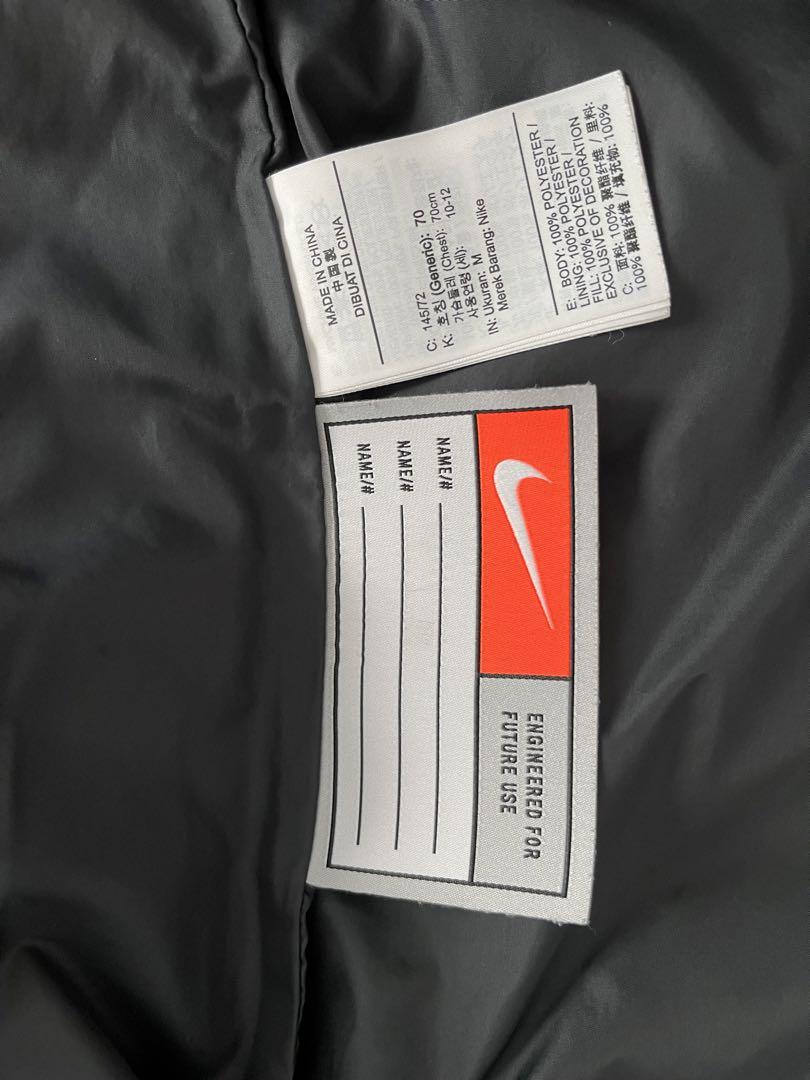 MADE IN CHINA
中国製
DIBUAT DI CINA
C: 145/72
K: 호칭 (Generic): 70
가슴둘레 (Chest): 70cm
사용연령 (세): 10-12
IN: Ukuran: M
Merek Barang: Nike
E: BODY: 100% POLYESTER /
LINING: 100% POLYESTER /
FILL: 100% POLYESTER
EXCLUSIVE OF DECORATION
C: 面料: 100% 聚酯纤维 / 里料:
100% 聚酯纤维 / 填充物: 100%
ENGINEERED FOR
FUTURE USE
NAME/#
NAME/#
NAME/#